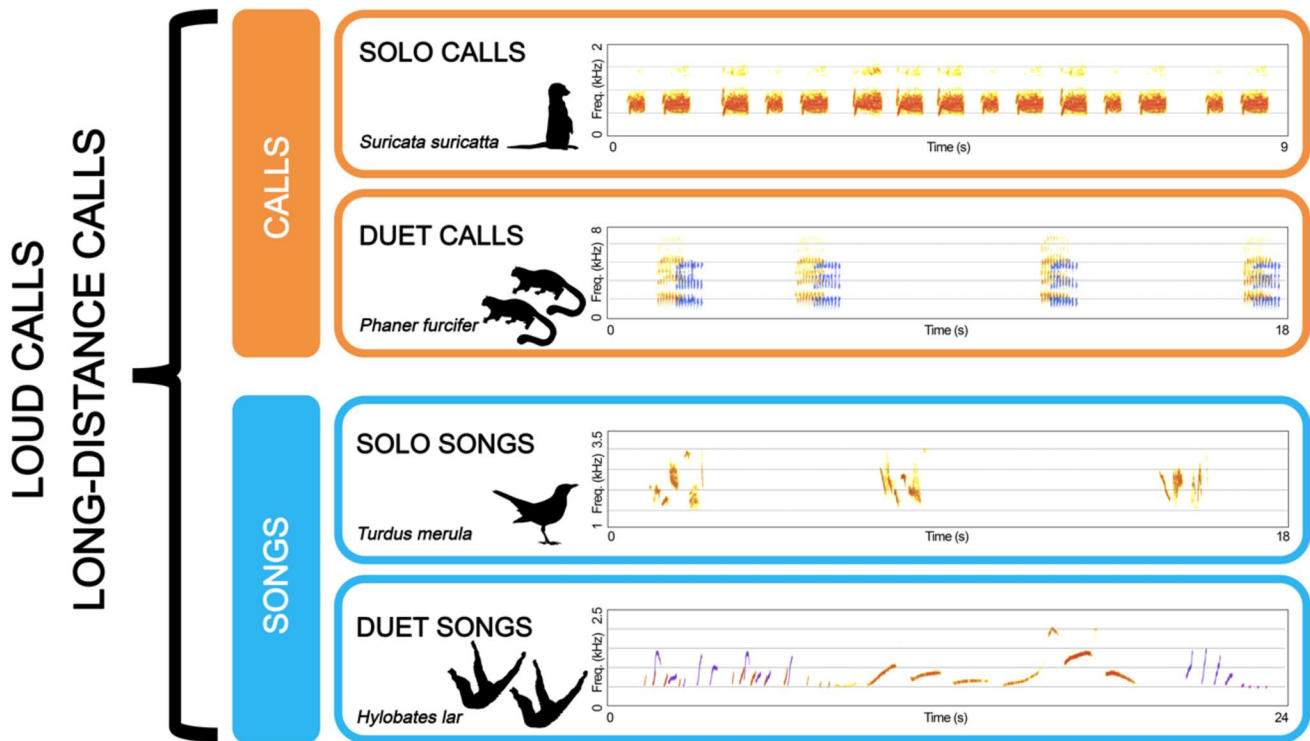 LOUD CALLS
LONG-DISTANCE CALLS
CALLS
SOLO CALLS
Suricata suricatta
Freq. (kHz)
2
0
0
Time (s)
9
DUET CALLS
Phaner furcifer
Freq. (kHz)
8
0
0
Time (s)
18
SONGS
SOLO SONGS
Turdus merula
Freq. (kHz)
3.5
1
0
Time (s)
18
DUET SONGS
Hylobates lar
Freq. (kHz)
2.5
0
0
Time (s)
24